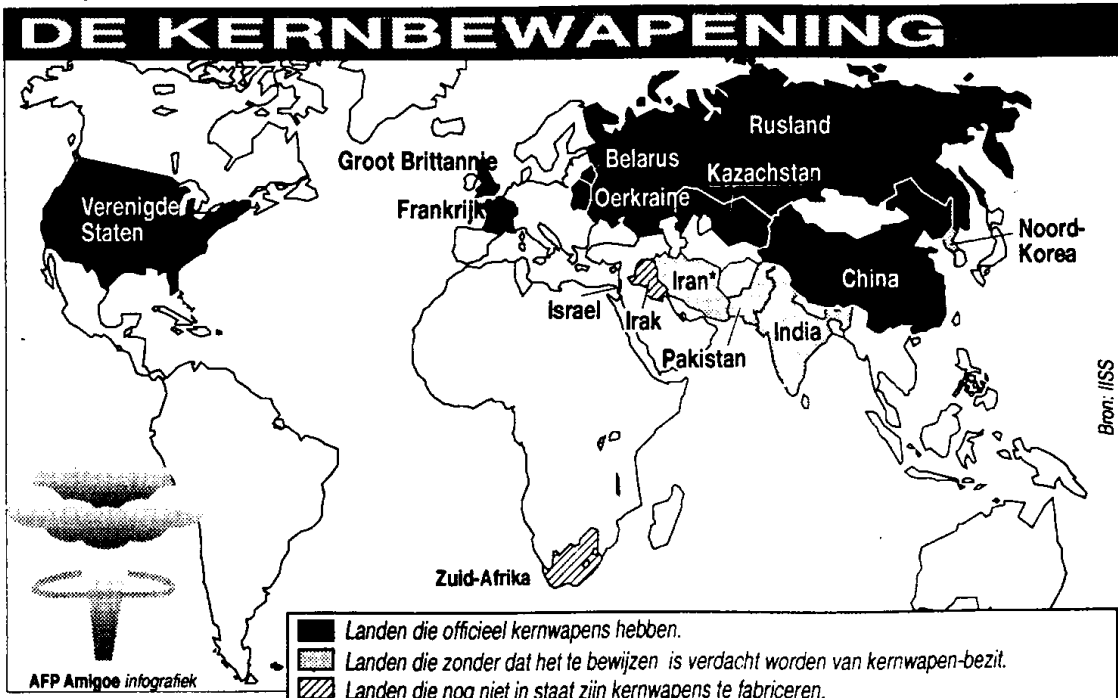 DE KERNBEWAPENING
Rusland
Groot Brittannie
Belarus
Kazachstan
Verenigde
Staten
Frankrijk
Oerkraine
Noord-
Korea
China
Iran*
Israel
Irak
India
Pakistan
Bron: IISS
Zuid-Afrika
AFP Amigoe infografiek
Landen die officieel kernwapens hebben.
Landen die zonder dat het te bewijzen is verdacht worden van kernwapen-bezit.
Landen die nog niet in staat zijn kernwapens te fabriceren.